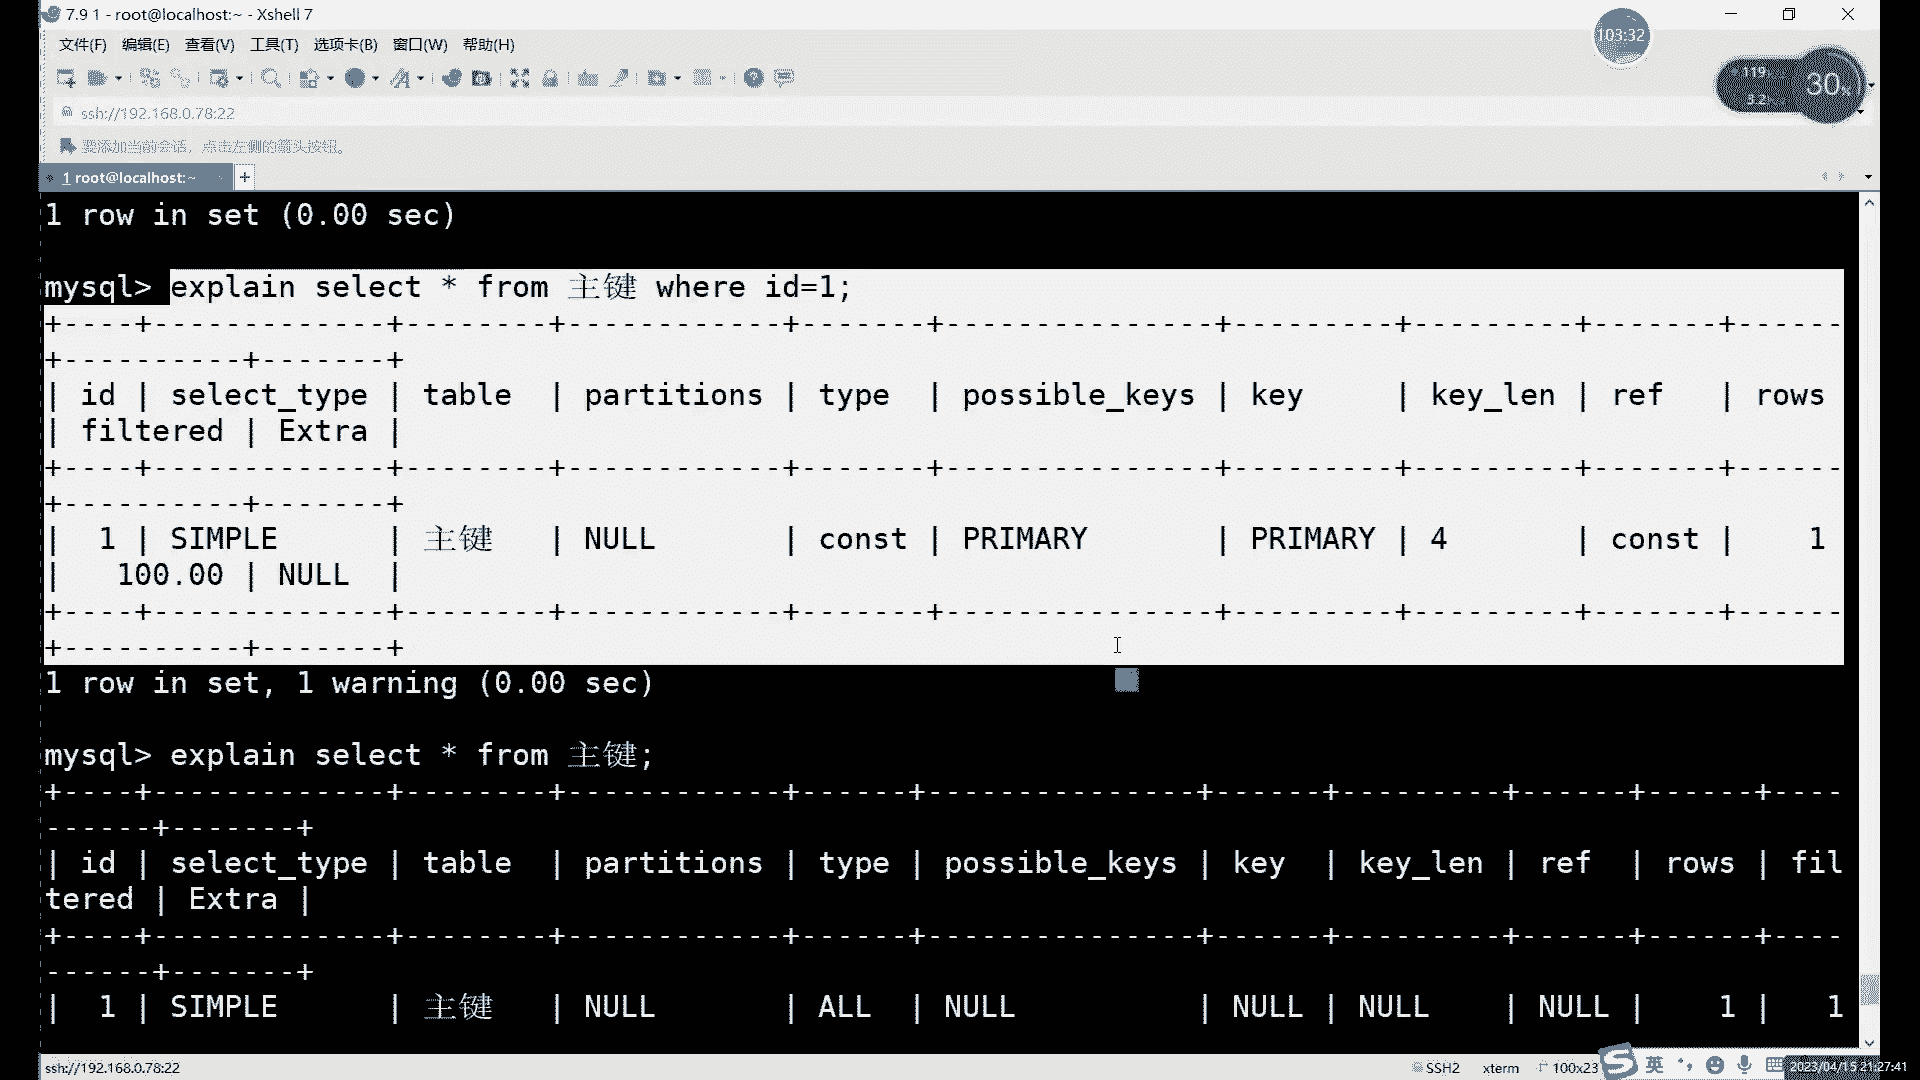 7.9 1 - root@localhost:~ - Xshell 7
103:32
文件(F) 编辑(E) 查看(V) 工具(T) 选项卡(B) 窗口(W) 帮助(H)
119
30%
3.2
ssh://192.168.0.78:22
要添加当前会话，点击左侧的箭头按钮。
1 root@localhost:~
1 row in set (0.00 sec)
mysql> explain select * from 主键 where id=1;
+----+-------------+--------+------------+-------+---------------+---------+---------+-------+------
+----------+-------+
| id | select_type | table  | partitions | type  | possible_keys | key     | key_len | ref   | rows
| filtered | Extra |
+----+-------------+--------+------------+-------+---------------+---------+---------+-------+------
+----------+-------+
|  1 | SIMPLE      | 主键   | NULL       | const | PRIMARY       | PRIMARY | 4       | const |    1
|   100.00 | NULL  |
+----+-------------+--------+------------+-------+---------------+---------+---------+-------+------
+----------+-------+
1 row in set, 1 warning (0.00 sec)
mysql> explain select * from 主键;
+----+-------------+--------+------------+------+---------------+------+---------+------+------+----
------+-------+
| id | select_type | table  | partitions | type | possible_keys | key  | key_len | ref  | rows | fil
tered | Extra |
+----+-------------+--------+------------+------+---------------+------+---------+------+------+----
------+-------+
|  1 | SIMPLE      | 主键   | NULL       | ALL  | NULL          | NULL | NULL    | NULL |    1 |   1
ssh://192.168.0.78:22
SSH2 xterm 100x23
英
2023/04/15 21:27:41